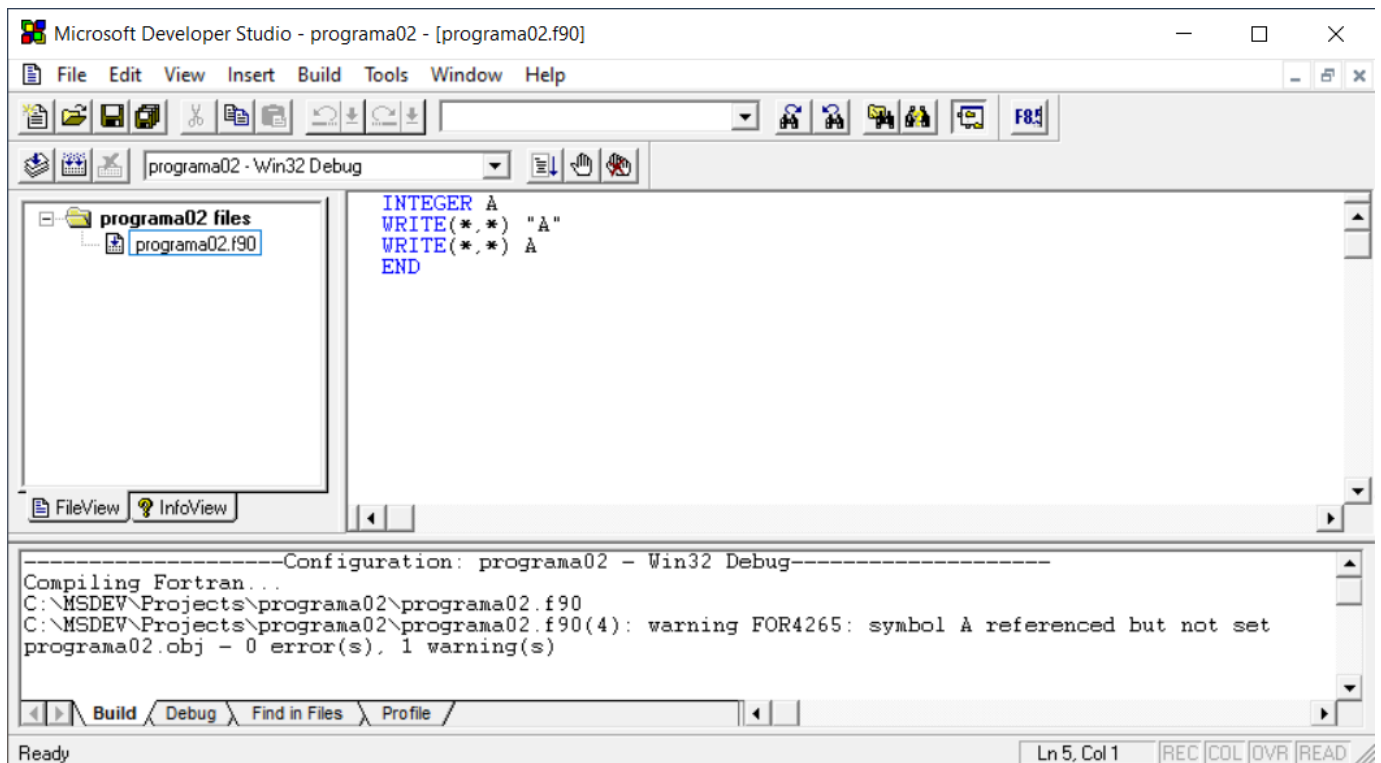 Microsoft Developer Studio - programa02 - [programa02.f90]
File Edit View Insert Build Tools Window Help
F8.5
programa02 - Win32 Debug
programa02 files
programa02.f90
INTEGER A
WRITE(*,*) "A"
WRITE(*,*) A
END
FileView InfoView
--------------------Configuration: programa02 - Win32 Debug--------------------
Compiling Fortran...
C:\MSDEV\Projects\programa02\programa02.f90
C:\MSDEV\Projects\programa02\programa02.f90(4): warning FOR4265: symbol A referenced but not set
programa02.obj - 0 error(s), 1 warning(s)
Build Debug Find in Files Profile
Ready Ln 5, Col 1 REC COL OVR READ